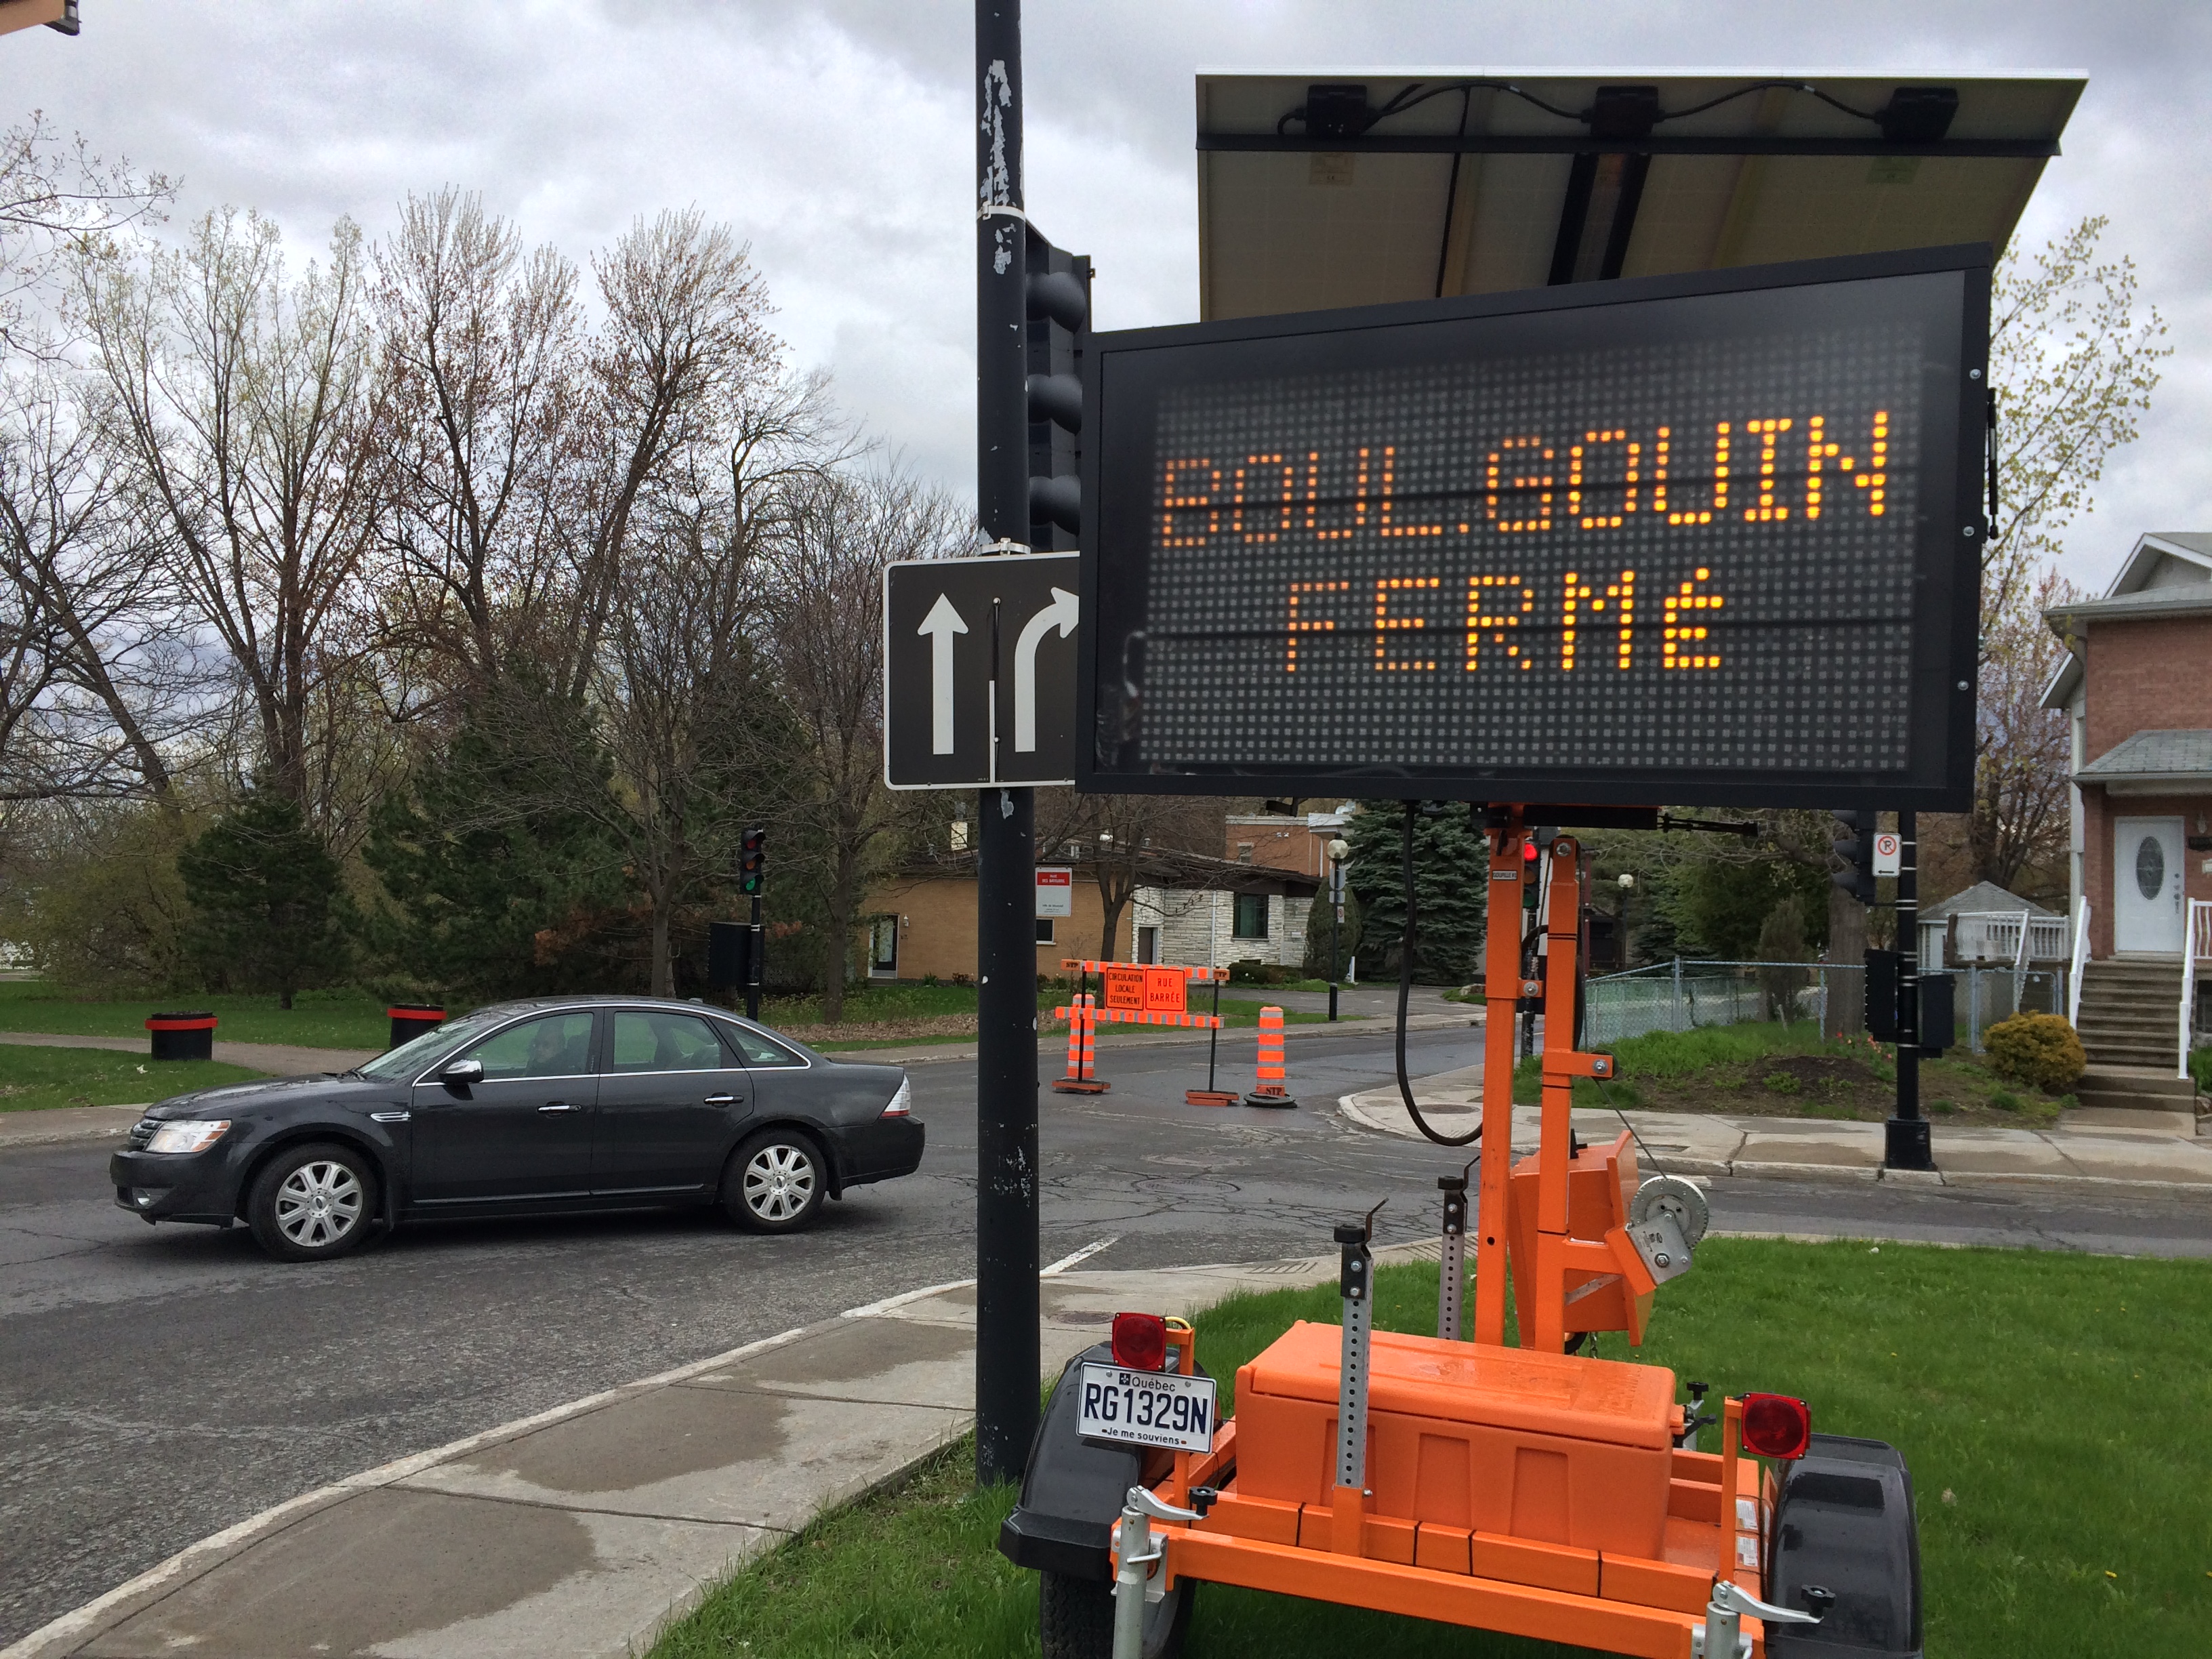 BOUL.GOUIN
FERMÉ
CIRCULATION
LOCALE
SEULEMENT
RUE
BARRÉE
Québec
RG1329N
Je me souviens